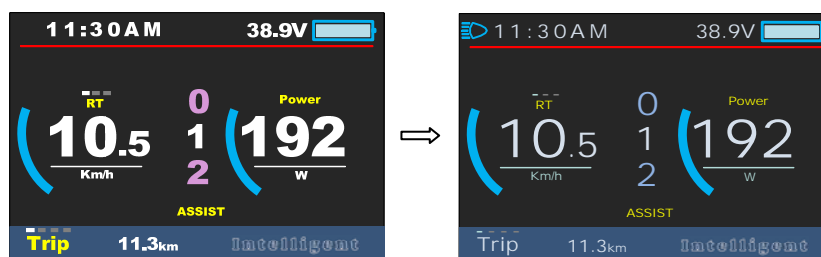 11:30AM 38.9V
RT 0 Power
10.5 1 192
Km/h 2 W
ASSIST
Trip 11.3km Intelligent
11:30AM 38.9V
RT 0 Power
10.5 1 192
Km/h 2 W
ASSIST
Trip 11.3km Intelligent